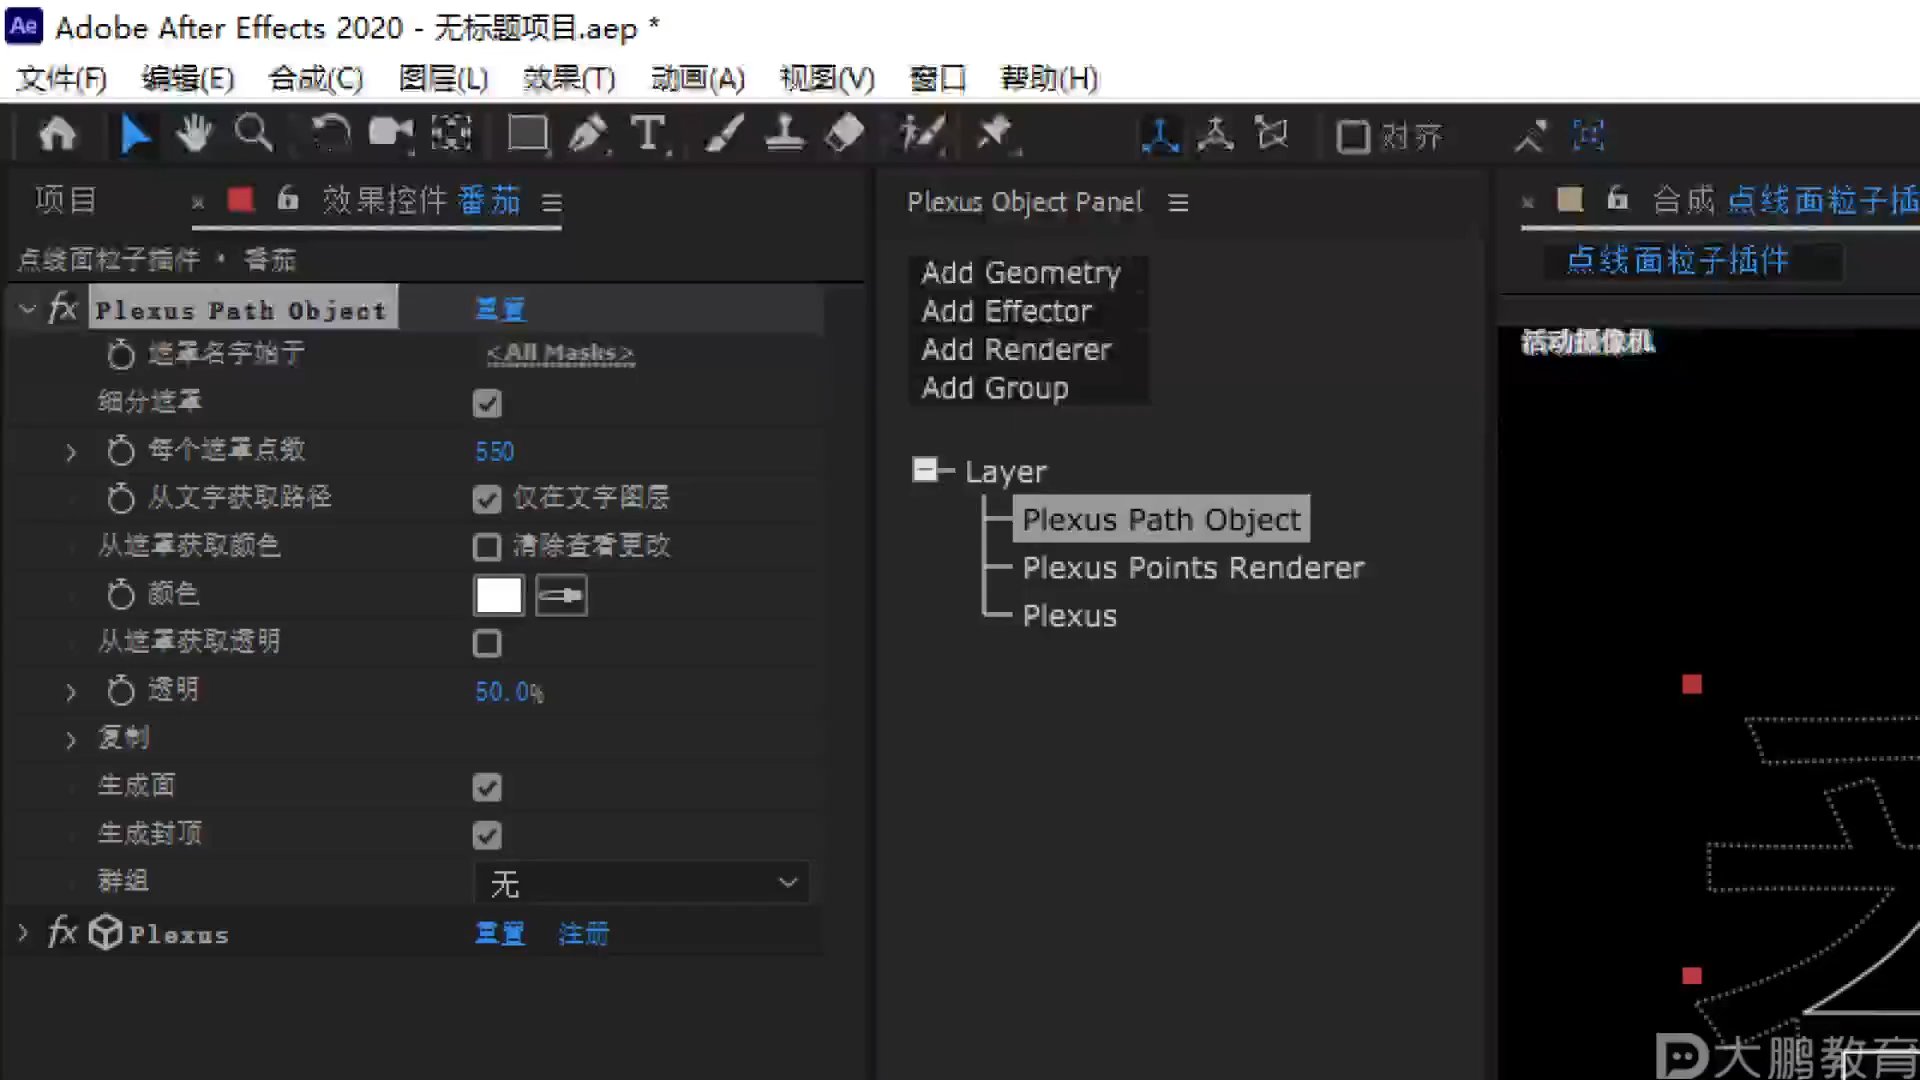 Ae Adobe After Effects 2020 - 无标题项目.aep *
文件(F) 编辑(E) 合成(C) 图层(L) 效果(T) 动画(A) 视图(V) 窗口 帮助(H)
T 对齐
项目 × 效果控件 番茄
Plexus Object Panel
× 合成 点线面粒子插
点线面粒子插件 • 番茄
点线面粒子插件
fx Plexus Path Object 重置
遮罩名字始于 <All Masks>
细分遮罩
每个遮罩点数 550
从文字获取路径 仅在文字图层
从遮罩获取颜色 清除查看更改
颜色
从遮罩获取透明
透明 50.0%
复制
生成面
生成封顶
群组 无
fx Plexus 重置 注册
Add Geometry
Add Effector
Add Renderer
Add Group
Layer
Plexus Path Object
Plexus Points Renderer
Plexus
活动摄像机
大鹏教育